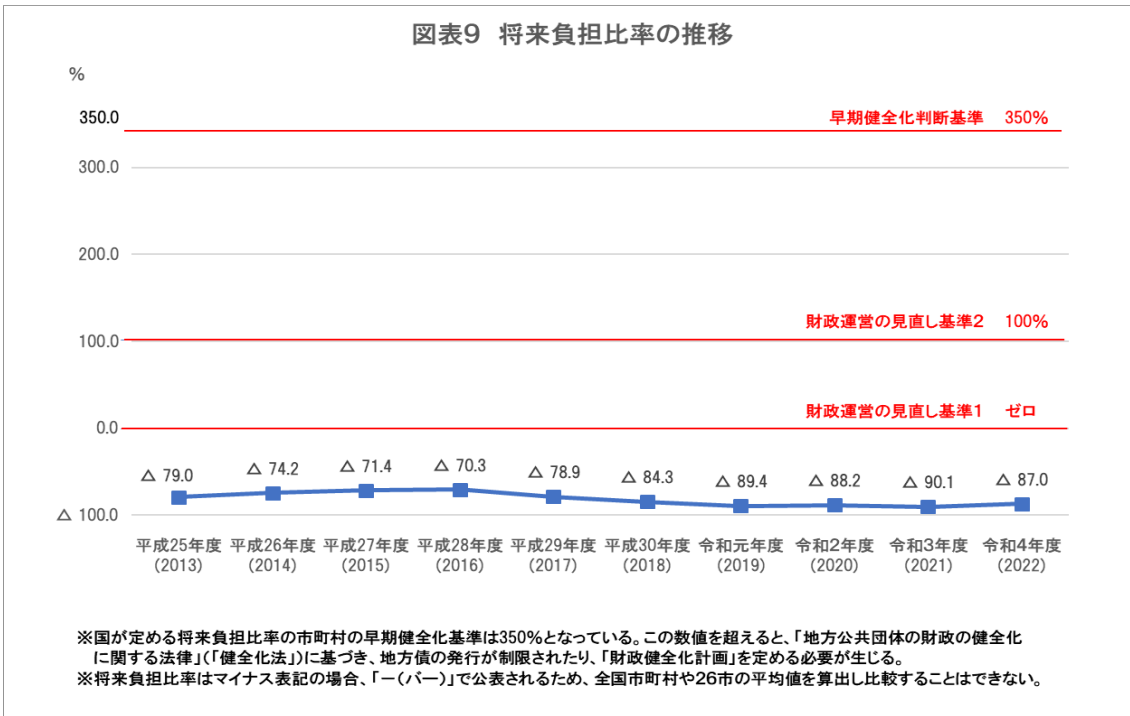 図表９　将来負担比率の推移
%
350.0
早期健全化判断基準　350%
300.0
200.0
財政運営の見直し基準２　100%
100.0
財政運営の見直し基準１　ゼロ
0.0
△ 79.0 △ 74.2 △ 71.4 △ 70.3 △ 78.9 △ 84.3 △ 89.4 △ 88.2 △ 90.1 △ 87.0
△ 100.0
平成25年度 平成26年度 平成27年度 平成28年度 平成29年度 平成30年度 令和元年度 令和２年度 令和３年度 令和４年度
(2013) (2014) (2015) (2016) (2017) (2018) (2019) (2020) (2021) (2022)
※国が定める将来負担比率の市町村の早期健全化基準は350%となっている。この数値を超えると、「地方公共団体の財政の健全化
に関する法律」(「健全化法」)に基づき、地方債の発行が制限されたり、「財政健全化計画」を定める必要が生じる。
※将来負担比率はマイナス表記の場合、「－(バー)」で公表されるため、全国市町村や26市の平均値を算出し比較することはできない。